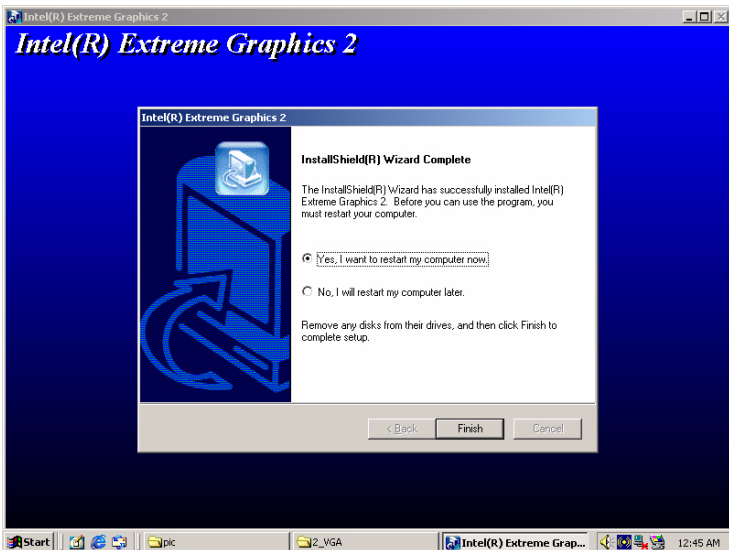 Intel(R) Extreme Graphics 2
Intel(R) Extreme Graphics 2
Intel(R) Extreme Graphics 2
InstallShield(R) Wizard Complete
The InstallShield(R) Wizard has successfully installed Intel(R)
Extreme Graphics 2. Before you can use the program, you
must restart your computer.
Yes, I want to restart my computer now.
No, I will restart my computer later.
Remove any disks from their drives, and then click Finish to
complete setup.
< Back
Finish
Cancel
Start
pic
2_VGA
Intel(R) Extreme Grap...
12:45 AM